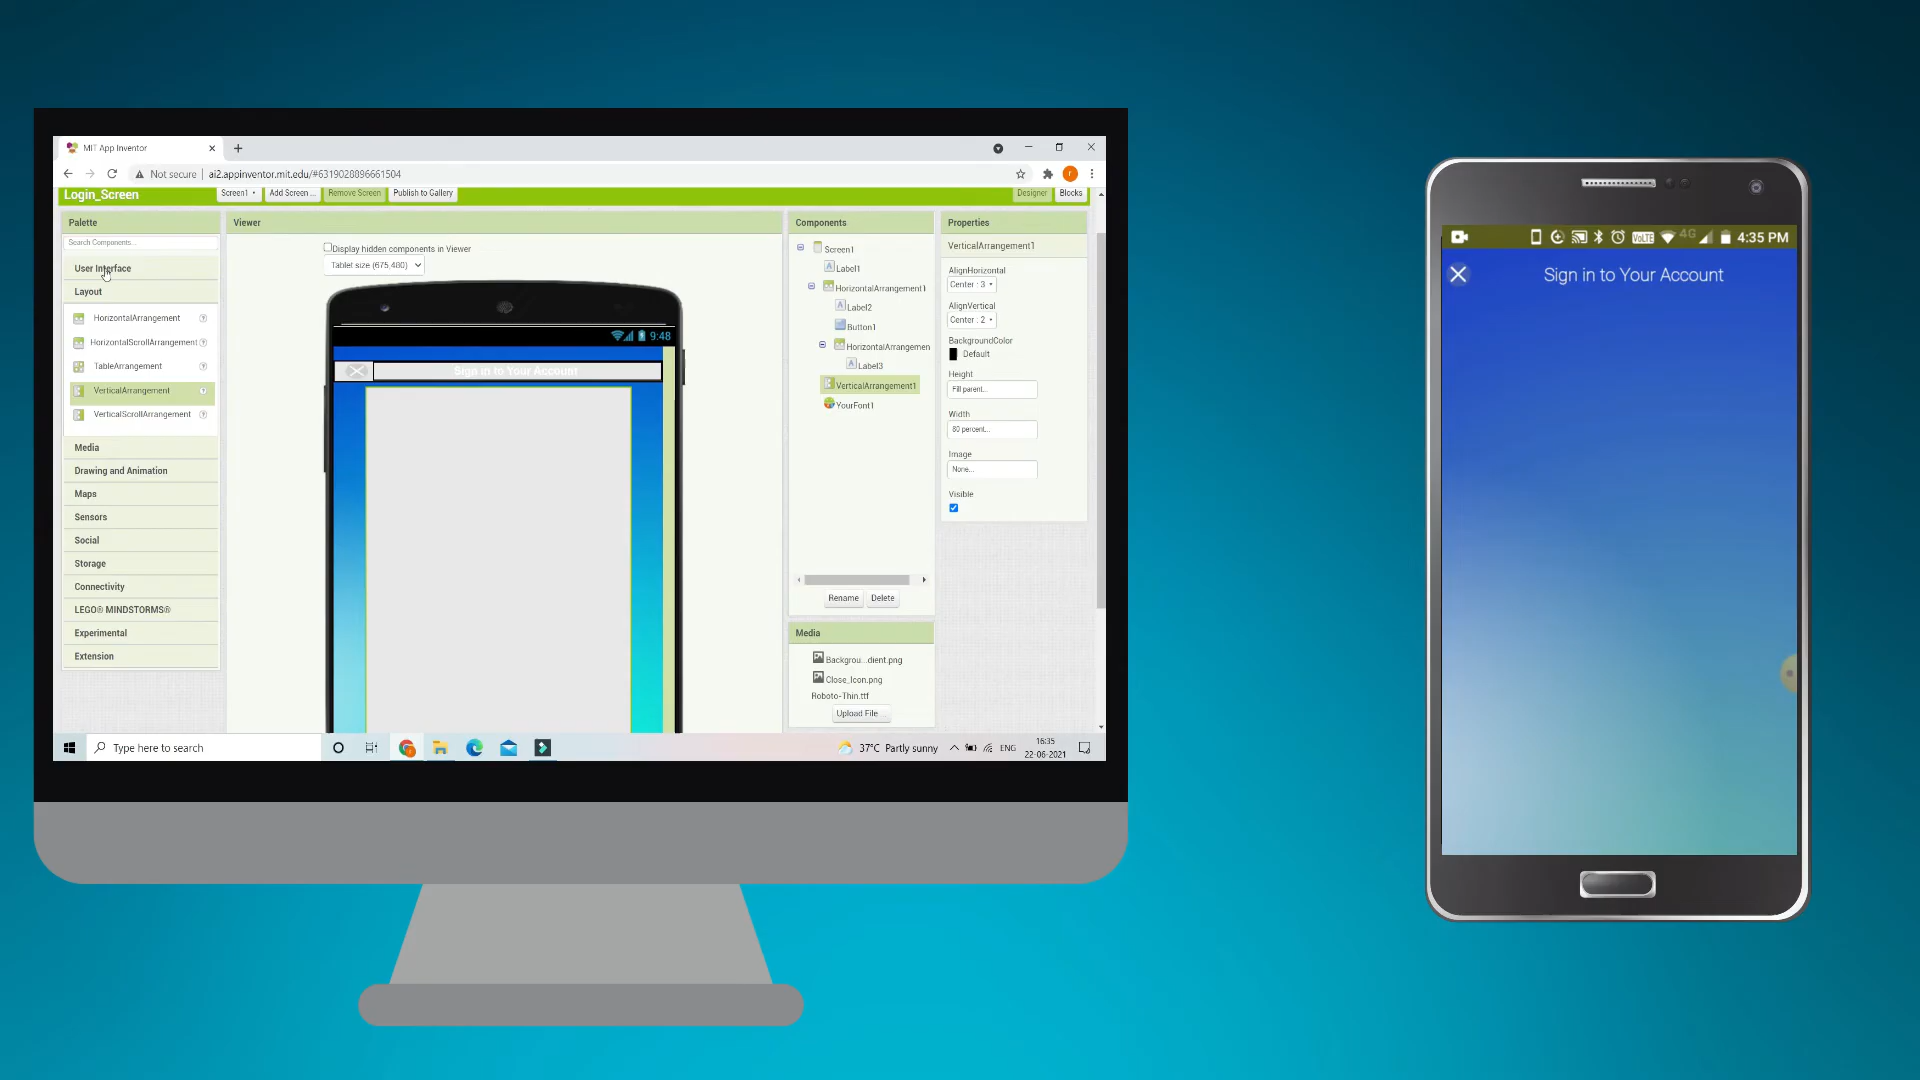 MIT App Inventor
Not secure ai2.appinventor.mit.edu/#6319028896661504
Login_Screen Screen1 Add Screen ... Remove Screen Publish to Gallery Designer Blocks
Palette
Search Components...
User Interface
Layout
HorizontalArrangement
HorizontalScrollArrangement
TableArrangement
VerticalArrangement
VerticalScrollArrangement
Media
Drawing and Animation
Maps
Sensors
Social
Storage
Connectivity
LEGO® MINDSTORMS®
Experimental
Extension
Viewer
Display hidden components in Viewer
Tablet size (675,480)
9:48
Sign in to Your Account
Components
Screen1
Label1
HorizontalArrangement1
Label2
Button1
HorizontalArrangemen
Label3
VerticalArrangement1
YourFont1
Rename Delete
Media
Backgrou...dient.png
Close_Icon.png
Roboto-Thin.ttf
Upload File ...
Properties
VerticalArrangement1
AlignHorizontal
Center : 3
AlignVertical
Center : 2
BackgroundColor
Default
Height
Fill parent...
Width
80 percent...
Image
None...
Visible
Type here to search
37°C Partly sunny
ENG
16:35
22-06-2021
VoLTE 4G 4:35 PM
Sign in to Your Account